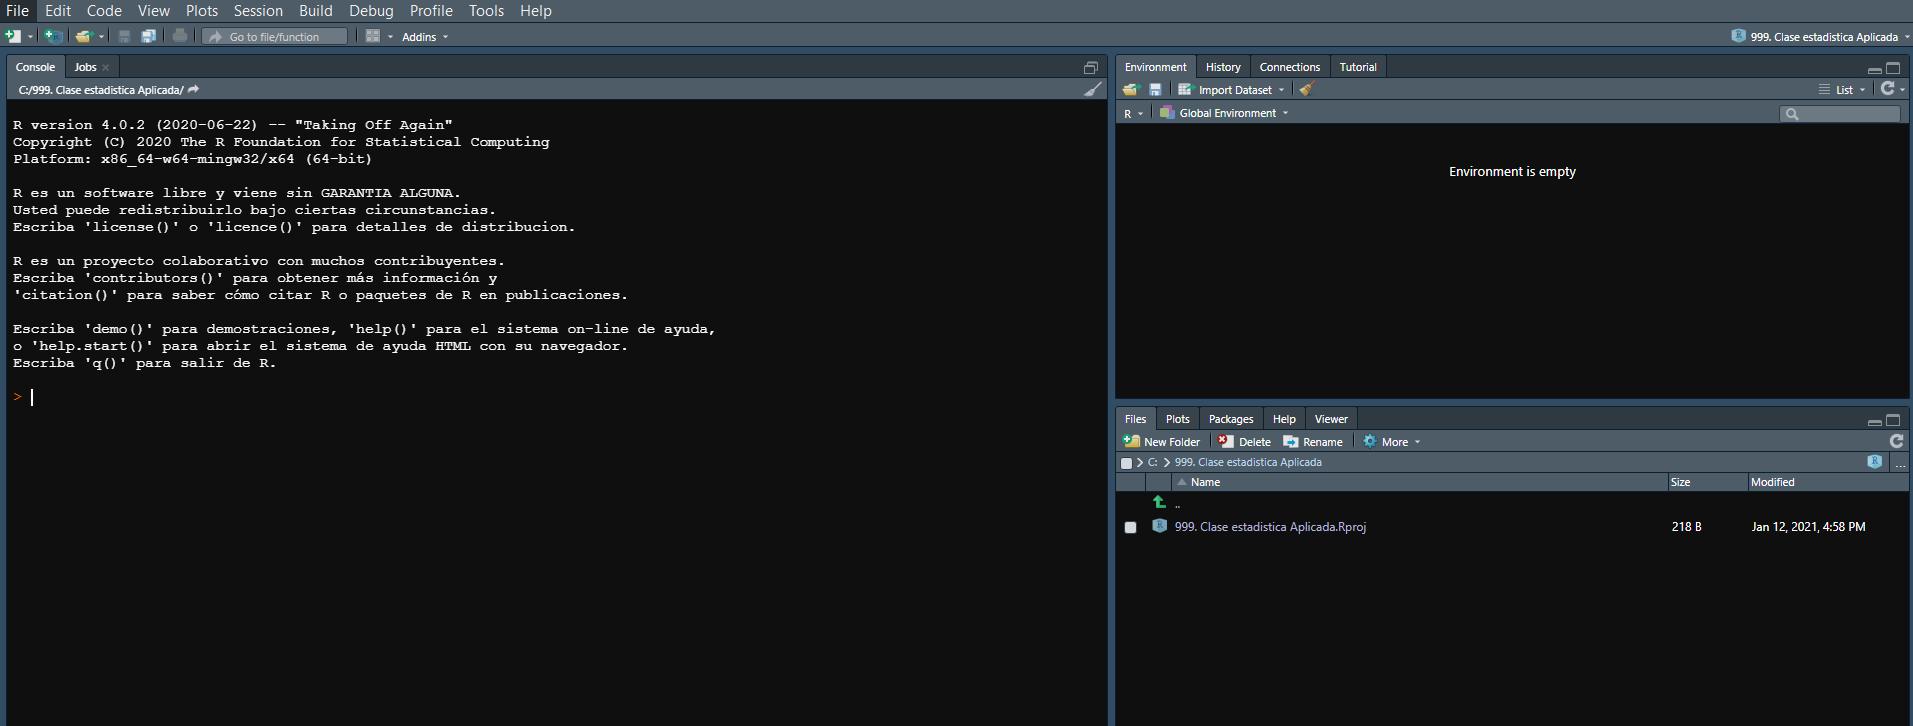 File Edit Code View Plots Session Build Debug Profile Tools Help
Go to file/function Addins 999. Clase estadistica Aplicada
Console Jobs
C:/999. Clase estadistica Aplicada/
R version 4.0.2 (2020-06-22) -- "Taking Off Again"
Copyright (C) 2020 The R Foundation for Statistical Computing
Platform: x86_64-w64-mingw32/x64 (64-bit)
R es un software libre y viene sin GARANTIA ALGUNA.
Usted puede redistribuirlo bajo ciertas circunstancias.
Escriba 'license()' o 'licence()' para detalles de distribucion.
R es un proyecto colaborativo con muchos contribuyentes.
Escriba 'contributors()' para obtener más información y
'citation()' para saber cómo citar R o paquetes de R en publicaciones.
Escriba 'demo()' para demostraciones, 'help()' para el sistema on-line de ayuda,
o 'help.start()' para abrir el sistema de ayuda HTML con su navegador.
Escriba 'q()' para salir de R.
>
Environment History Connections Tutorial
Import Dataset List
R Global Environment
Environment is empty
Files Plots Packages Help Viewer
New Folder Delete Rename More
C: > 999. Clase estadistica Aplicada ...
Name Size Modified
..
999. Clase estadistica Aplicada.Rproj 218 B Jan 12, 2021, 4:58 PM